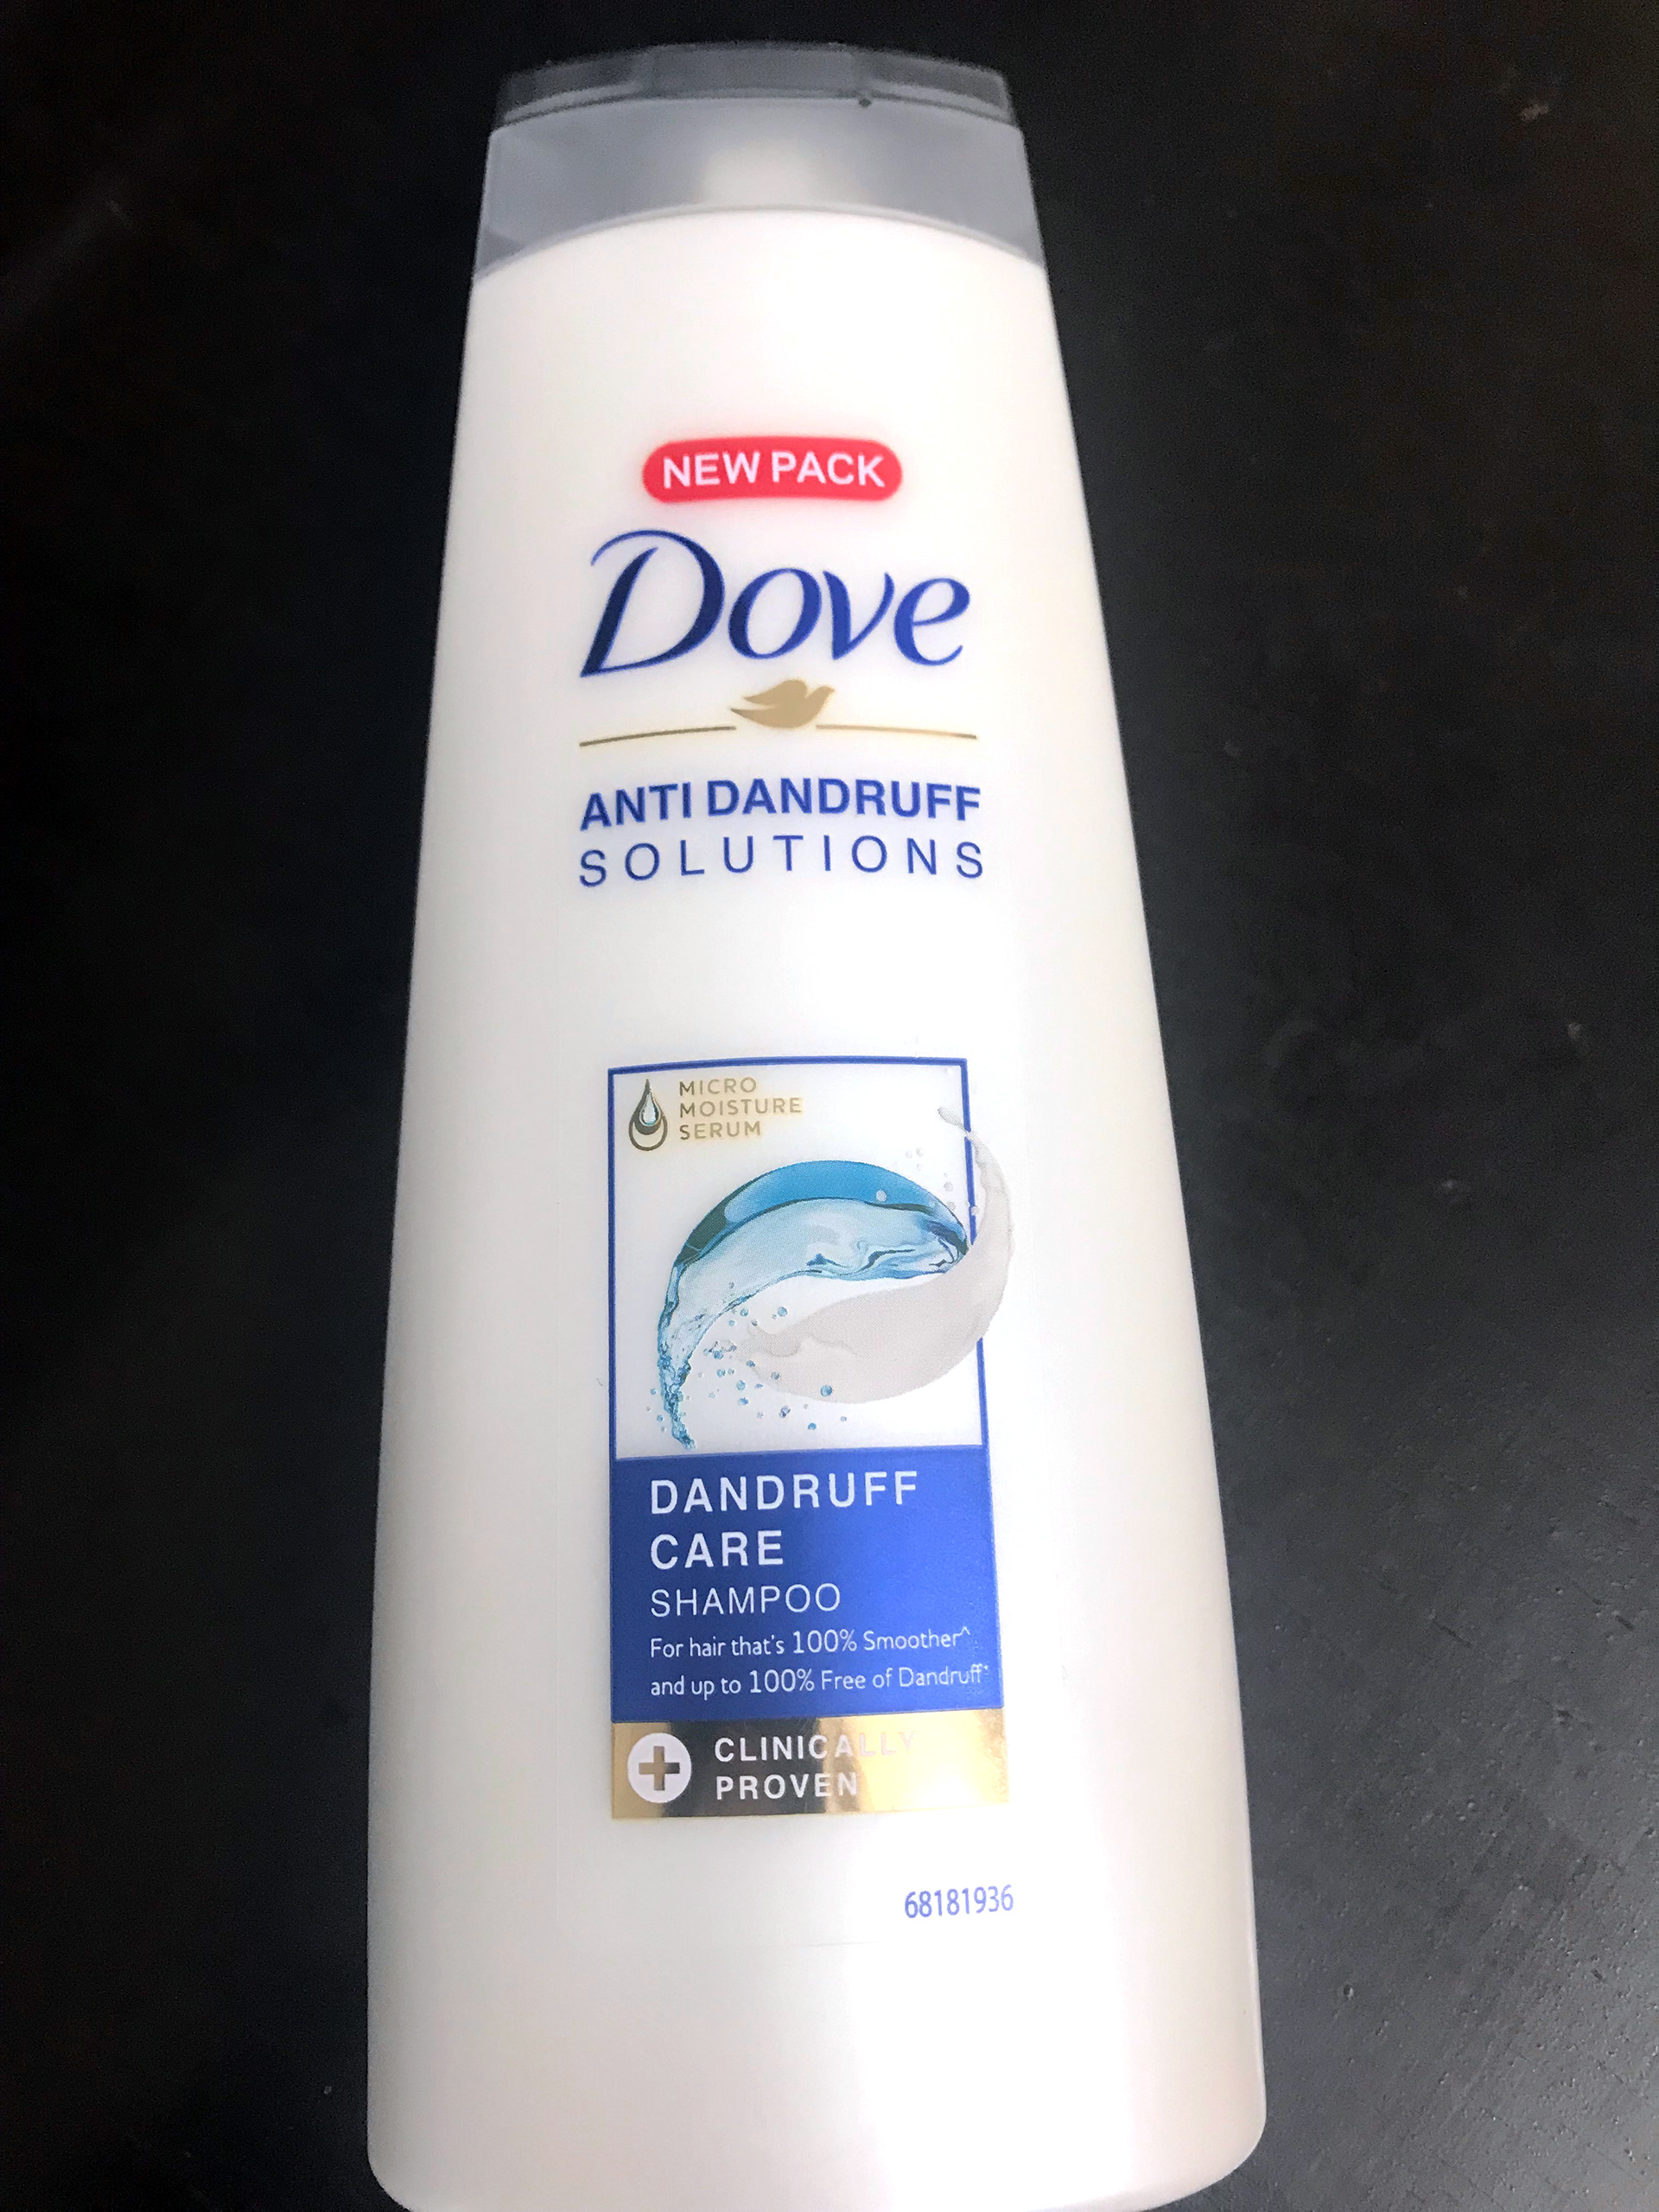 NEW PACK
Dove
ANTI DANDRUFF
SOLUTIONS
MICRO
MOISTURE
SERUM
DANDRUFF
CARE
SHAMPOO
For hair that's 100% Smoother^
and up to 100% Free of Dandruff*
CLINICALLY
PROVEN
68181936